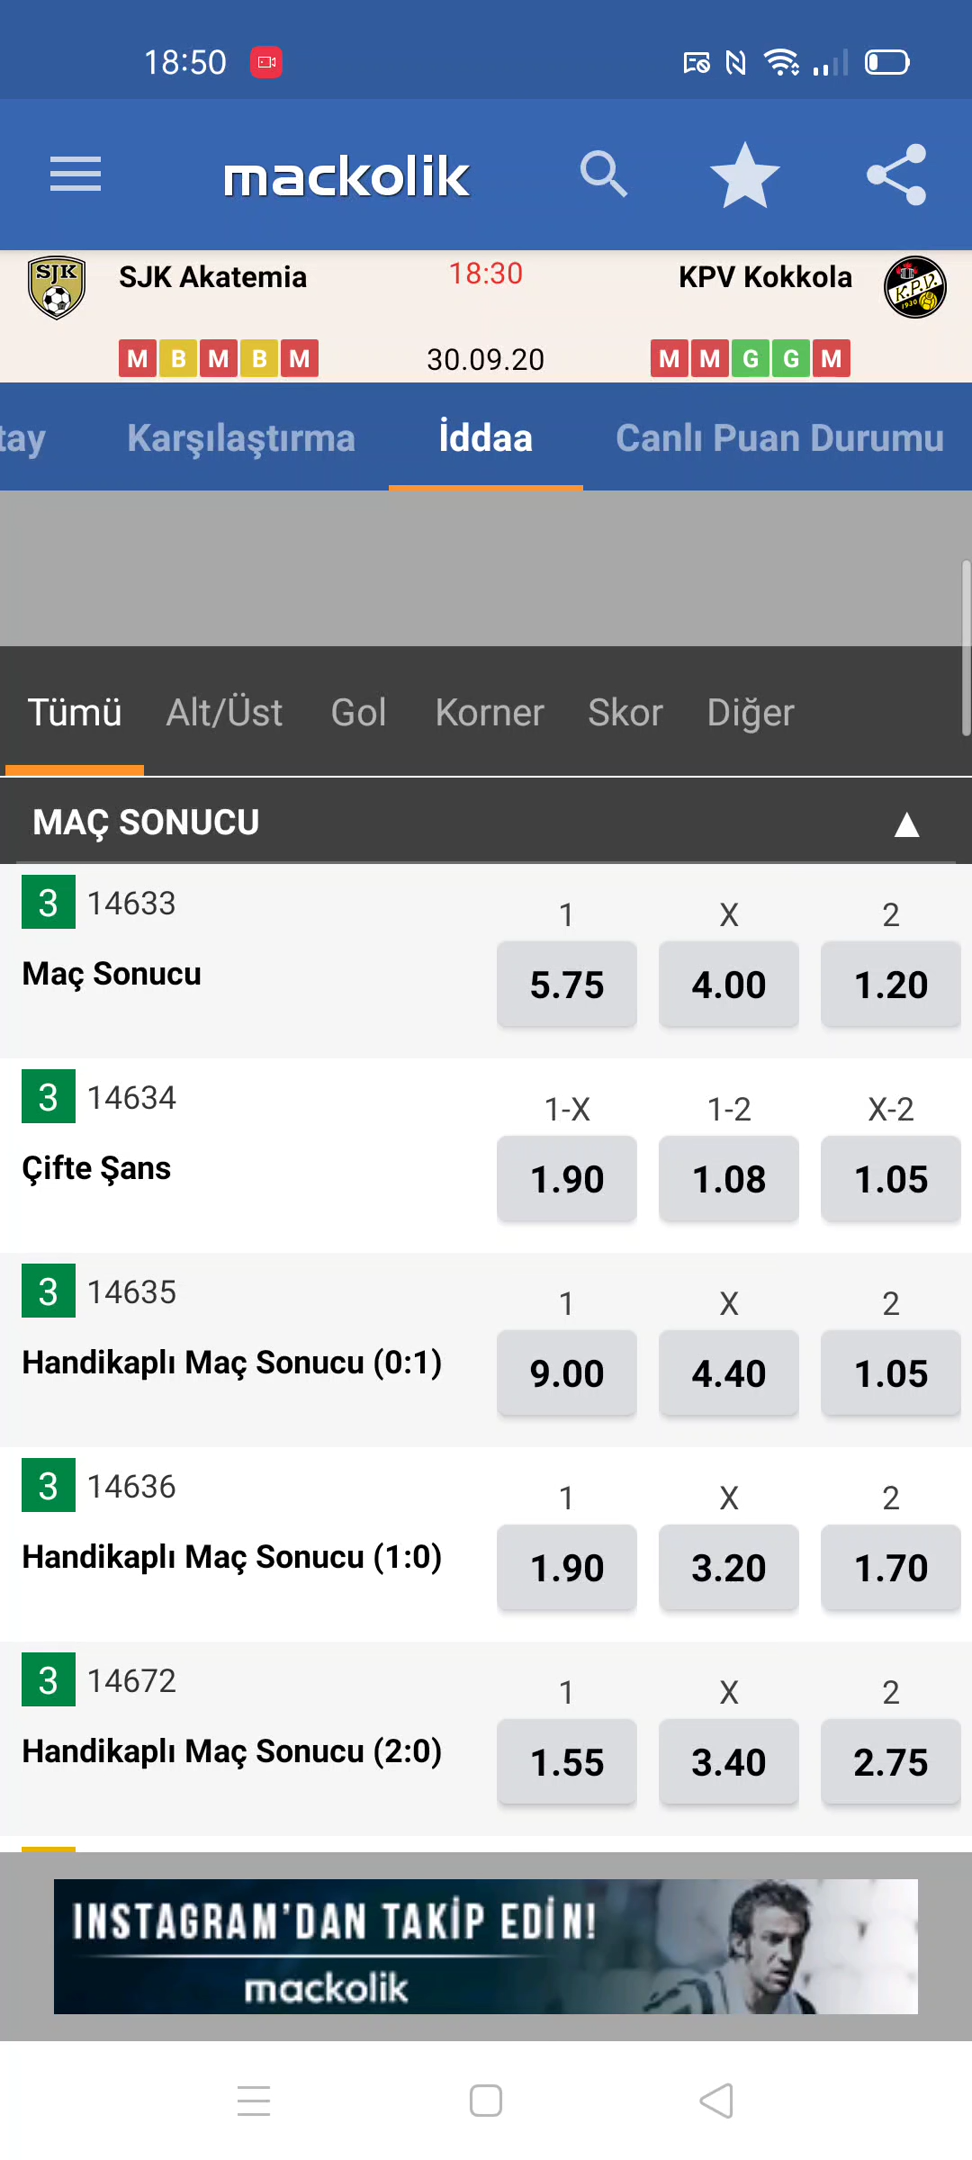 18:50
mackolik
SJK
SJK Akatemia
18:30
KPV Kokkola
K.P.V.
1930
M B M B M
30.09.20
M M G G M
tay
Karşılaştırma
İddaa
Canlı Puan Durumu
Tümü
Alt/Üst
Gol
Korner
Skor
Diğer
MAÇ SONUCU ▲
3 14633
1 X 2
Maç Sonucu
5.75 4.00 1.20
3 14634
1-X 1-2 X-2
Çifte Şans
1.90 1.08 1.05
3 14635
1 X 2
Handikaplı Maç Sonucu (0:1)
9.00 4.40 1.05
3 14636
1 X 2
Handikaplı Maç Sonucu (1:0)
1.90 3.20 1.70
3 14672
1 X 2
Handikaplı Maç Sonucu (2:0)
1.55 3.40 2.75
INSTAGRAM'DAN TAKİP EDİN!
mackolik